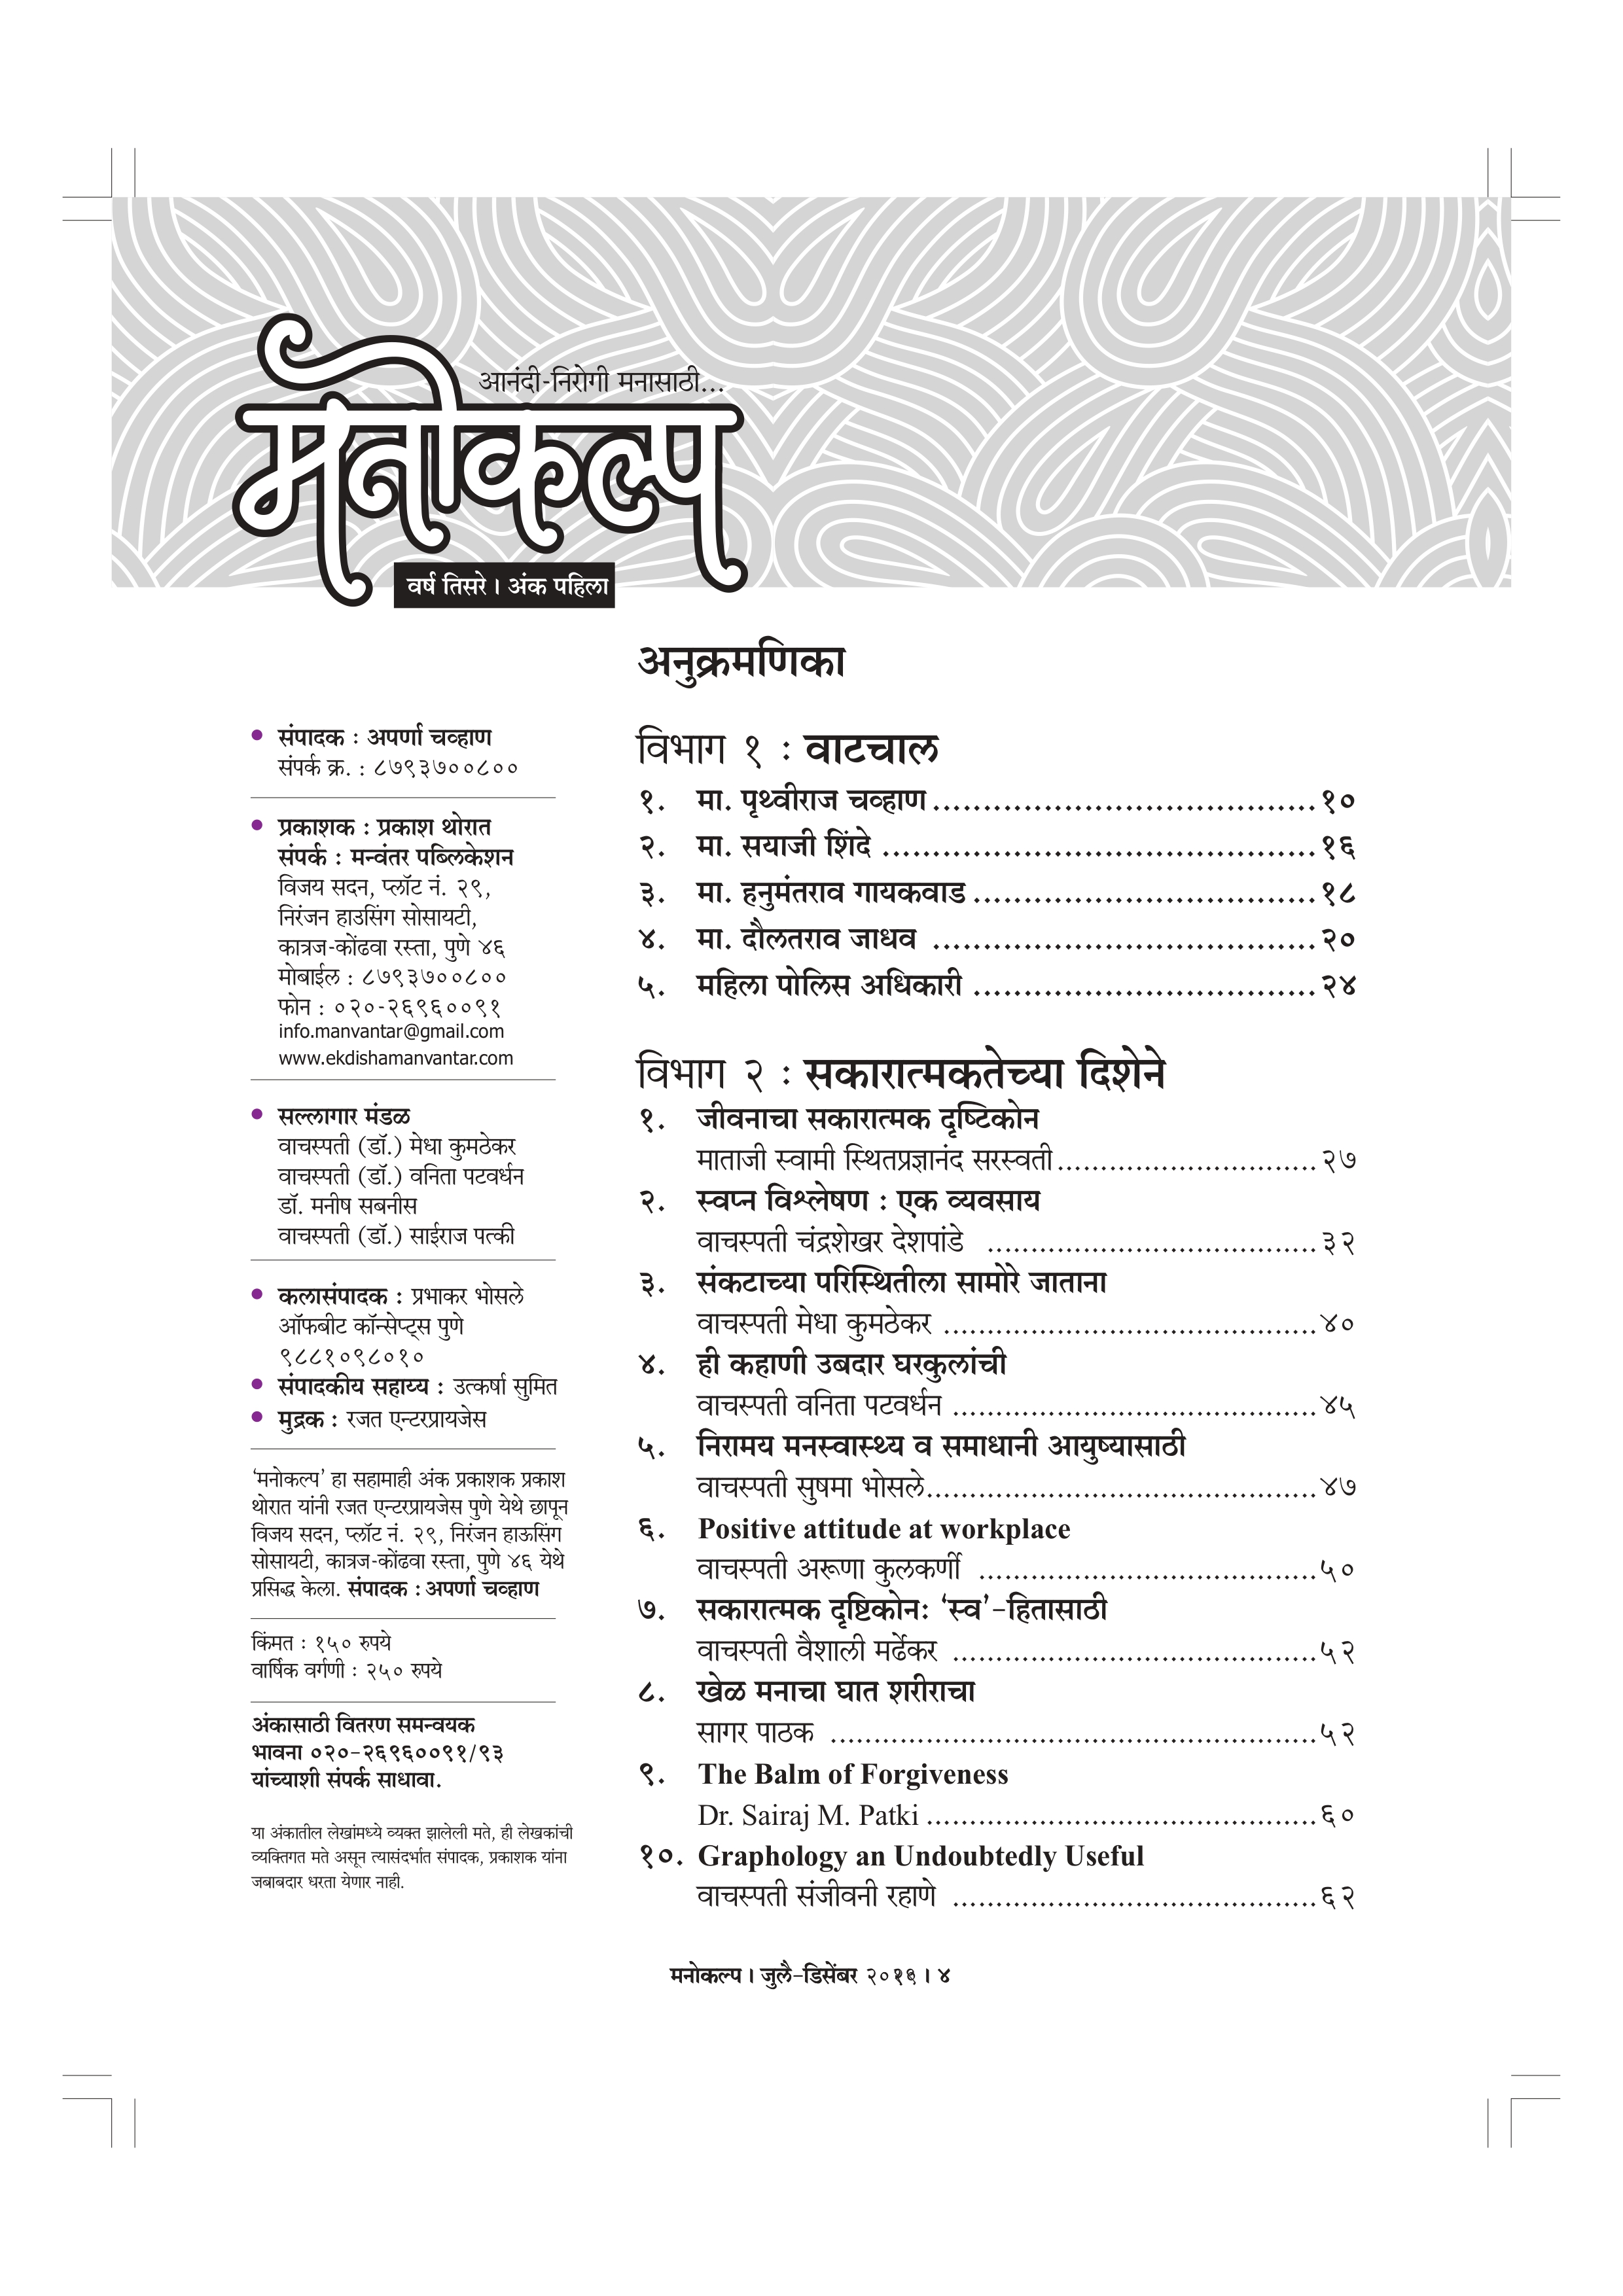 आनंदी-निरोगी मनासाठी...
मनोकल्प
वर्ष तिसरे । अंक पहिला
• संपादक : अपर्णा चव्हाण
संपर्क क्र. : ८७९३७००८००
• प्रकाशक : प्रकाश थोरात
संपर्क : मन्वंतर पब्लिकेशन
विजय सदन, प्लॉट नं. २९,
निरंजन हाउसिंग सोसायटी,
कात्रज-कोंढवा रस्ता, पुणे ४६
मोबाईल : ८७९३७००८००
फोन : ०२०-२६९६००९१
info.manvantar@gmail.com
www.ekdishamanvantar.com
• सल्लागार मंडळ
वाचस्पती (डॉ.) मेधा कुमठेकर
वाचस्पती (डॉ.) वनिता पटवर्धन
डॉ. मनीष सबनीस
वाचस्पती (डॉ.) साईराज पत्की
• कलासंपादक : प्रभाकर भोसले
ऑफबीट कॉन्सेप्ट्स पुणे
९८८१०९८०१०
• संपादकीय सहाय्य : उत्कर्षा सुमित
• मुद्रक : रजत एन्टरप्रायजेस
‘मनोकल्प’ हा सहामाही अंक प्रकाशक प्रकाश
थोरात यांनी रजत एन्टरप्रायजेस पुणे येथे छापून
विजय सदन, प्लॉट नं. २९, निरंजन हाऊसिंग
सोसायटी, कात्रज-कोंढवा रस्ता, पुणे ४६ येथे
प्रसिद्ध केला. संपादक : अपर्णा चव्हाण
किंमत : १५० रुपये
वार्षिक वर्गणी : २५० रुपये
अंकासाठी वितरण समन्वयक
भावना ०२०-२६९६००९१/९३
यांच्याशी संपर्क साधावा.
या अंकातील लेखांमध्ये व्यक्त झालेली मते, ही लेखकांची
व्यक्तिगत मते असून त्यासंदर्भात संपादक, प्रकाशक यांना
जबाबदार धरता येणार नाही.
अनुक्रमणिका
विभाग १ : वाटचाल
१. मा. पृथ्वीराज चव्हाण ...................................... १०
२. मा. सयाजी शिंदे ........................................... १६
३. मा. हनुमंतराव गायकवाड .................................. १८
४. मा. दौलतराव जाधव ...................................... २०
५. महिला पोलिस अधिकारी .................................. २४
विभाग २ : सकारात्मकतेच्या दिशेने
१. जीवनाचा सकारात्मक दृष्टिकोन
माताजी स्वामी स्थितप्रज्ञानंद सरस्वती .................................... २७
२. स्वप्न विश्लेषण : एक व्यवसाय
वाचस्पती चंद्रशेखर देशपांडे ............................................. ३२
३. संकटाच्या परिस्थितीला सामोरे जाताना
वाचस्पती मेधा कुमठेकर ................................................... ४०
४. ही कहाणी उबदार घरकुलांची
वाचस्पती वनिता पटवर्धन .................................................. ४५
५. निरामय मनस्वास्थ्य व समाधानी आयुष्यासाठी
वाचस्पती सुषमा भोसले ..................................................... ४७
६. Positive attitude at workplace
वाचस्पती अरूणा कुलकर्णी .............................................. ५०
७. सकारात्मक दृष्टिकोन: ‘स्व’-हितासाठी
वाचस्पती वैशाली मर्ढेकर .................................................. ५२
८. खेळ मनाचा घात शरीराचा
सागर पाठक .................................................................. ५२
९. The Balm of Forgiveness
Dr. Sairaj M. Patki ..................................................... ६०
१०. Graphology an Undoubtedly Useful
वाचस्पती संजीवनी रहाणे .................................................. ६२
मनोकल्प । जुलै-डिसेंबर । ४